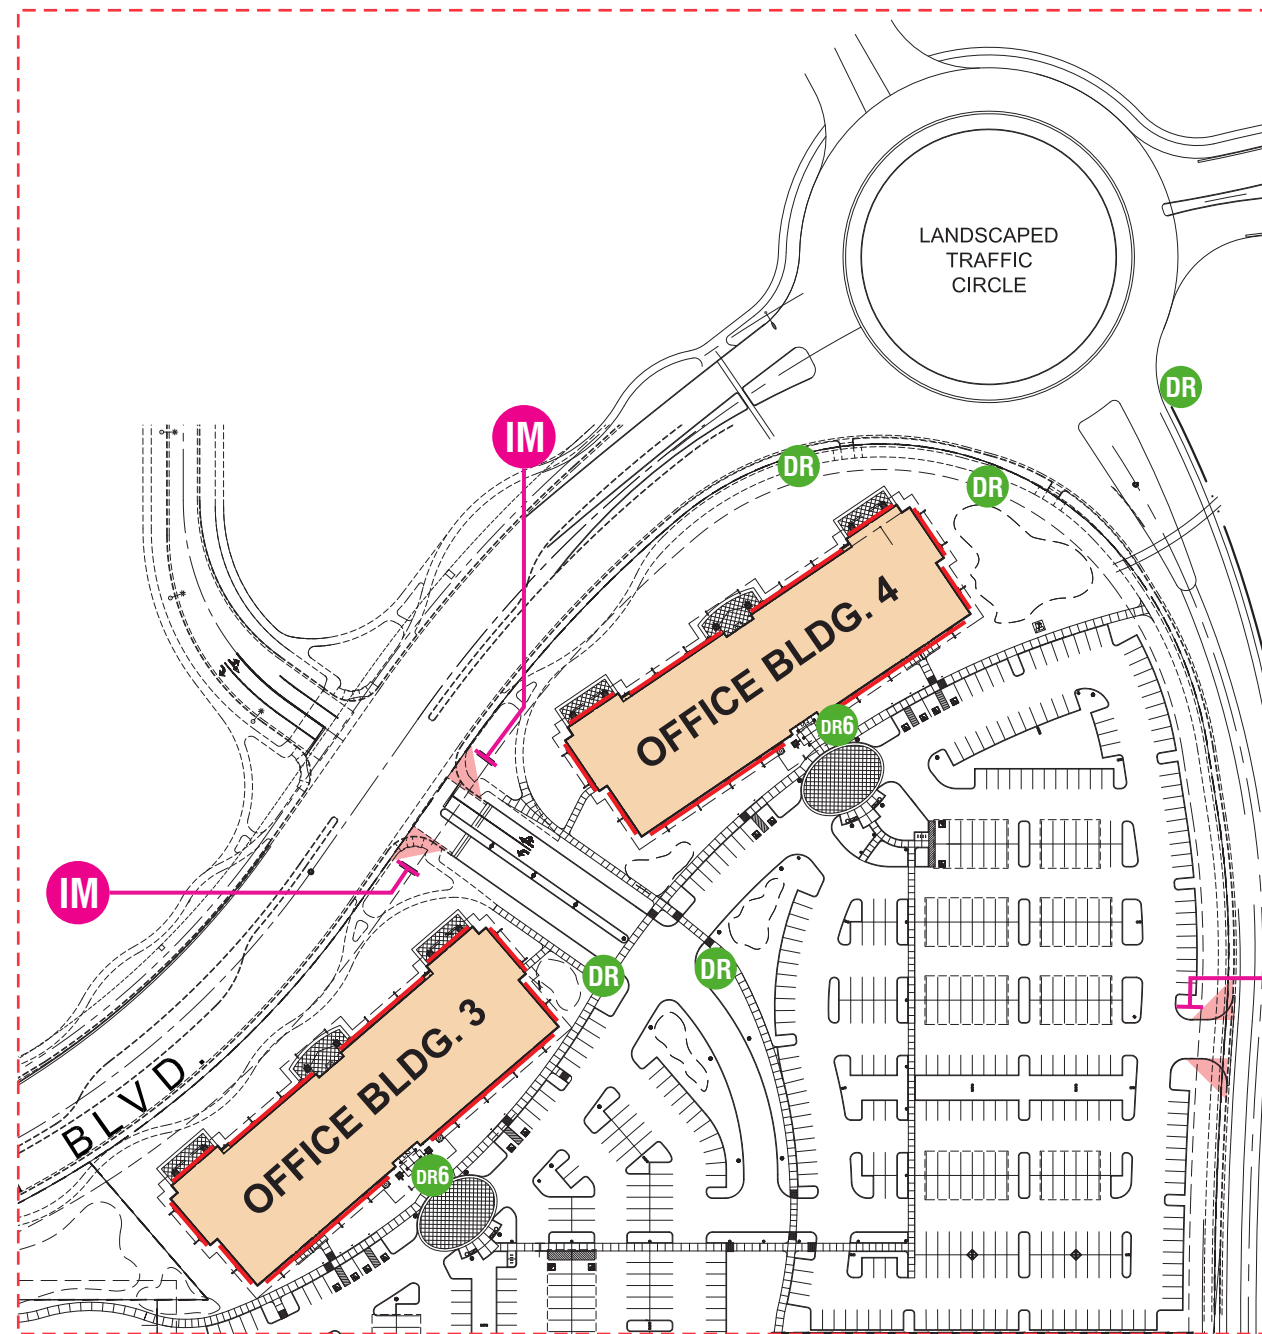 LANDSCAPED
TRAFFIC
CIRCLE
DR
IM
DR
DR
OFFICE BLDG. 4
DR6
IM
DR
DR
OFFICE BLDG. 3
BLVD.
DR6